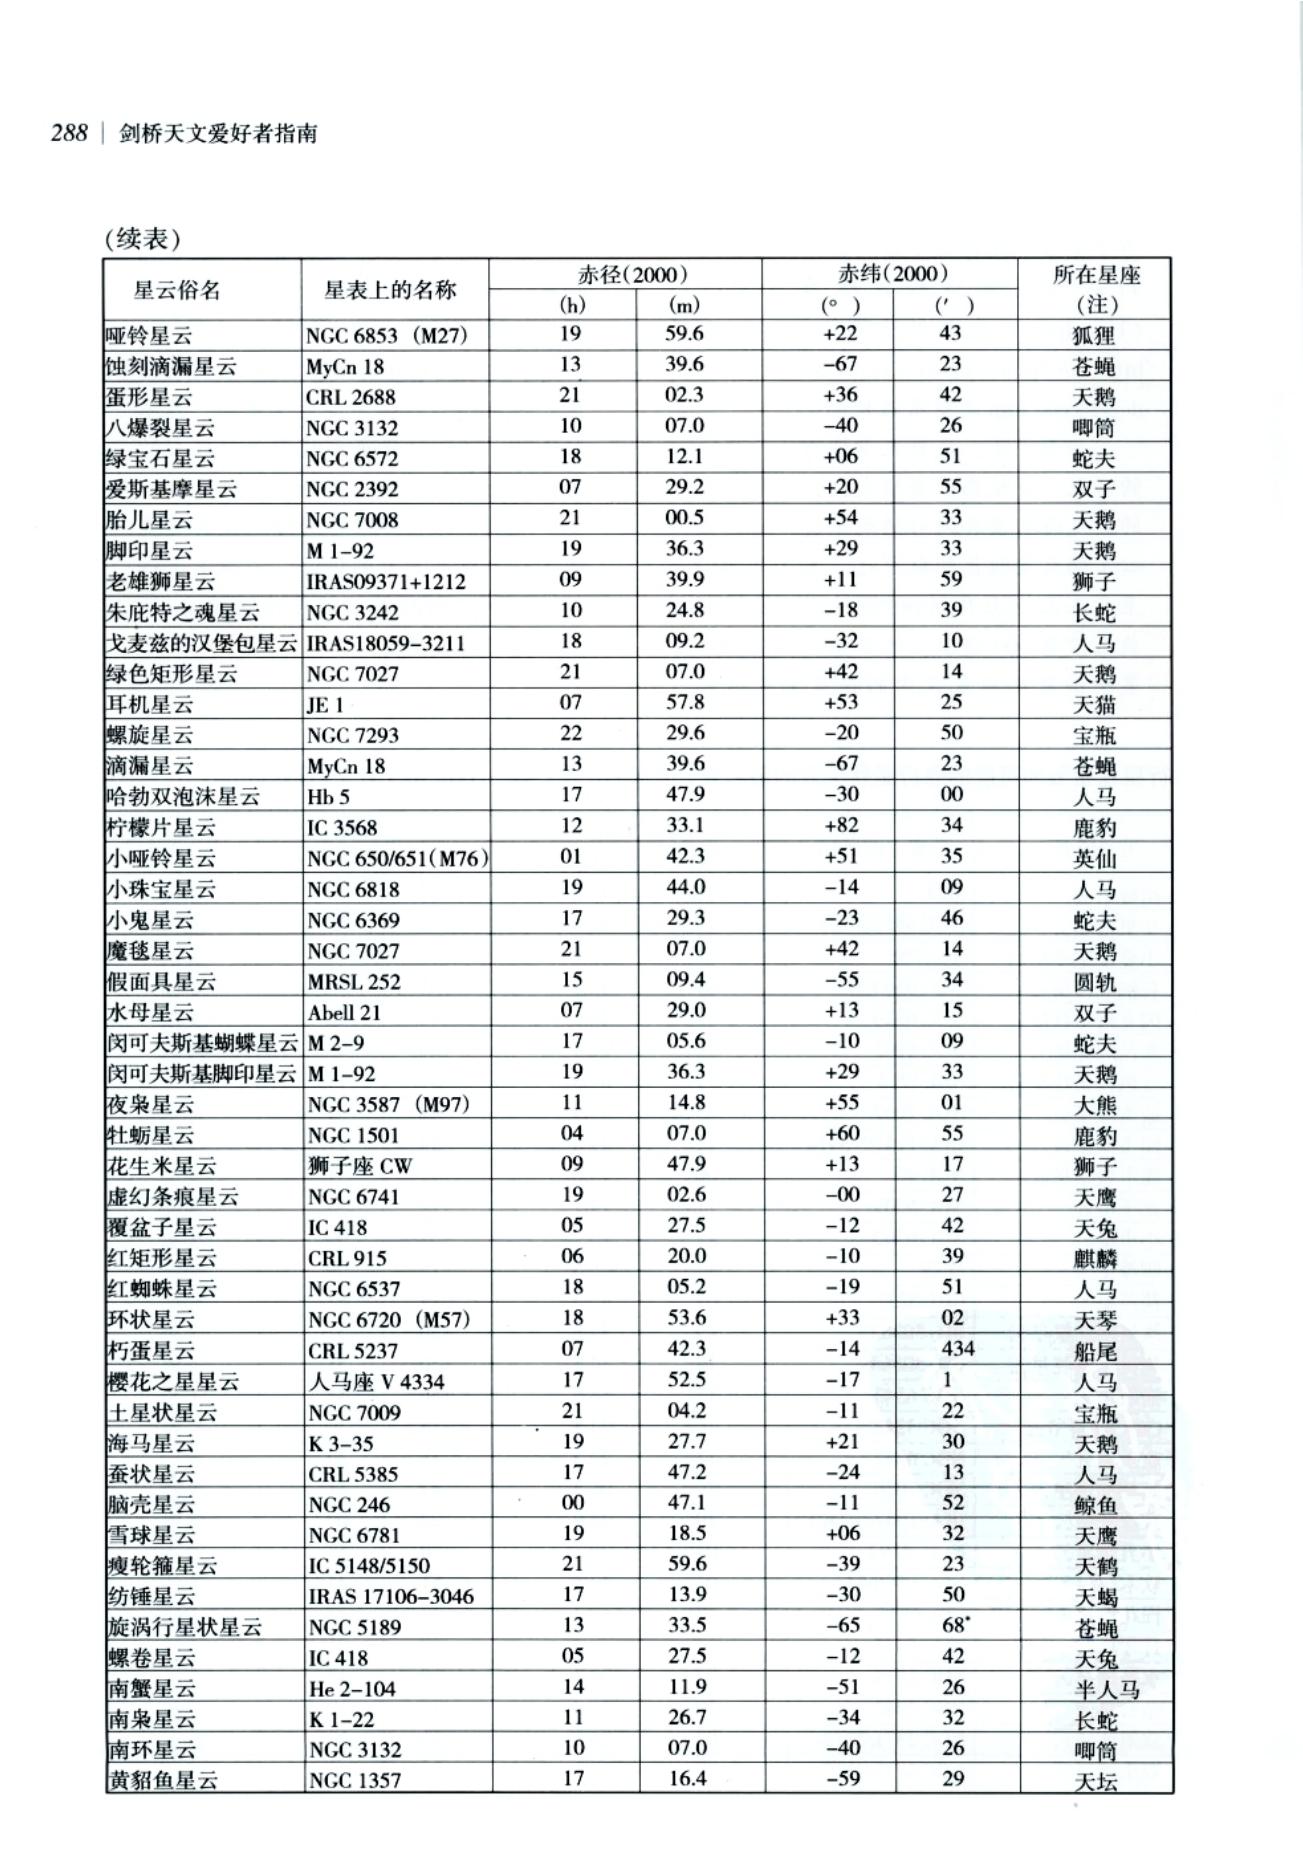 288 | 剑桥天文爱好者指南
(续表)
星云俗名 星表上的名称 赤径(2000) 赤纬(2000) 所在星座
(h) (m) (° ) (′ ) (注)
哑铃星云 NGC 6853 (M27) 19 59.6 +22 43 狐狸
蚀刻滴漏星云 MyCn 18 13 39.6 -67 23 苍蝇
蛋形星云 CRL 2688 21 02.3 +36 42 天鹅
八爆裂星云 NGC 3132 10 07.0 -40 26 唧筒
绿宝石星云 NGC 6572 18 12.1 +06 51 蛇夫
爱斯基摩星云 NGC 2392 07 29.2 +20 55 双子
胎儿星云 NGC 7008 21 00.5 +54 33 天鹅
脚印星云 M 1-92 19 36.3 +29 33 天鹅
老雄狮星云 IRAS09371+1212 09 39.9 +11 59 狮子
朱庇特之魂星云 NGC 3242 10 24.8 -18 39 长蛇
戈麦兹的汉堡包星云 IRAS18059-3211 18 09.2 -32 10 人马
绿色矩形星云 NGC 7027 21 07.0 +42 14 天鹅
耳机星云 JE 1 07 57.8 +53 25 天猫
螺旋星云 NGC 7293 22 29.6 -20 50 宝瓶
滴漏星云 MyCn 18 13 39.6 -67 23 苍蝇
哈勃双泡沫星云 Hb 5 17 47.9 -30 00 人马
柠檬片星云 IC 3568 12 33.1 +82 34 鹿豹
小哑铃星云 NGC 650/651(M76) 01 42.3 +51 35 英仙
小珠宝星云 NGC 6818 19 44.0 -14 09 人马
小鬼星云 NGC 6369 17 29.3 -23 46 蛇夫
魔毯星云 NGC 7027 21 07.0 +42 14 天鹅
假面具星云 MRSL 252 15 09.4 -55 34 圆轨
水母星云 Abell 21 07 29.0 +13 15 双子
闵可夫斯基蝴蝶星云 M 2-9 17 05.6 -10 09 蛇夫
闵可夫斯基脚印星云 M 1-92 19 36.3 +29 33 天鹅
夜枭星云 NGC 3587 (M97) 11 14.8 +55 01 大熊
牡蛎星云 NGC 1501 04 07.0 +60 55 鹿豹
花生米星云 狮子座 CW 09 47.9 +13 17 狮子
虚幻条痕星云 NGC 6741 19 02.6 -00 27 天鹰
覆盆子星云 IC 418 05 27.5 -12 42 天兔
红矩形星云 CRL 915 06 20.0 -10 39 麒麟
红蜘蛛星云 NGC 6537 18 05.2 -19 51 人马
环状星云 NGC 6720 (M57) 18 53.6 +33 02 天琴
朽蛋星云 CRL 5237 07 42.3 -14 434 船尾
樱花之星星云 人马座 V 4334 17 52.5 -17 1 人马
土星状星云 NGC 7009 21 04.2 -11 22 宝瓶
海马星云 K 3-35 19 27.7 +21 30 天鹅
蚕状星云 CRL 5385 17 47.2 -24 13 人马
脑壳星云 NGC 246 00 47.1 -11 52 鲸鱼
雪球星云 NGC 6781 19 18.5 +06 32 天鹰
瘦轮箍星云 IC 5148/5150 21 59.6 -39 23 天鹤
纺锤星云 IRAS 17106-3046 17 13.9 -30 50 天蝎
旋涡行星状星云 NGC 5189 13 33.5 -65 68* 苍蝇
螺卷星云 IC 418 05 27.5 -12 42 天兔
南蟹星云 He 2-104 14 11.9 -51 26 半人马
南枭星云 K 1-22 11 26.7 -34 32 长蛇
南环星云 NGC 3132 10 07.0 -40 26 唧筒
黄貂鱼星云 NGC 1357 17 16.4 -59 29 天坛